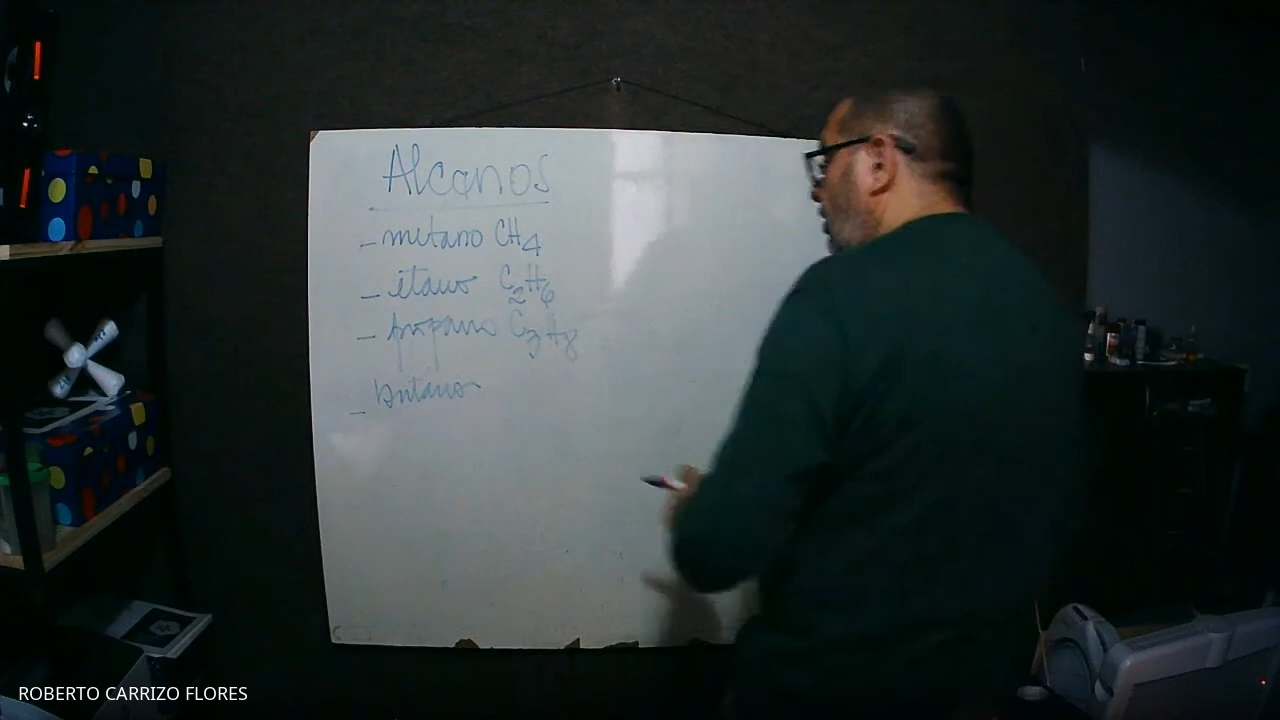 Alcanos
- metano CH4
- etano C2H6
- propano C3H8
- butano
ROBERTO CARRIZO FLORES